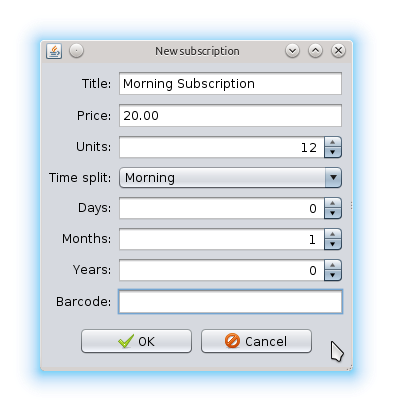 New subscription
Title: Morning Subscription
Price: 20.00
Units: 12
Time split: Morning
Days: 0
Months: 1
Years: 0
Barcode:
OK Cancel